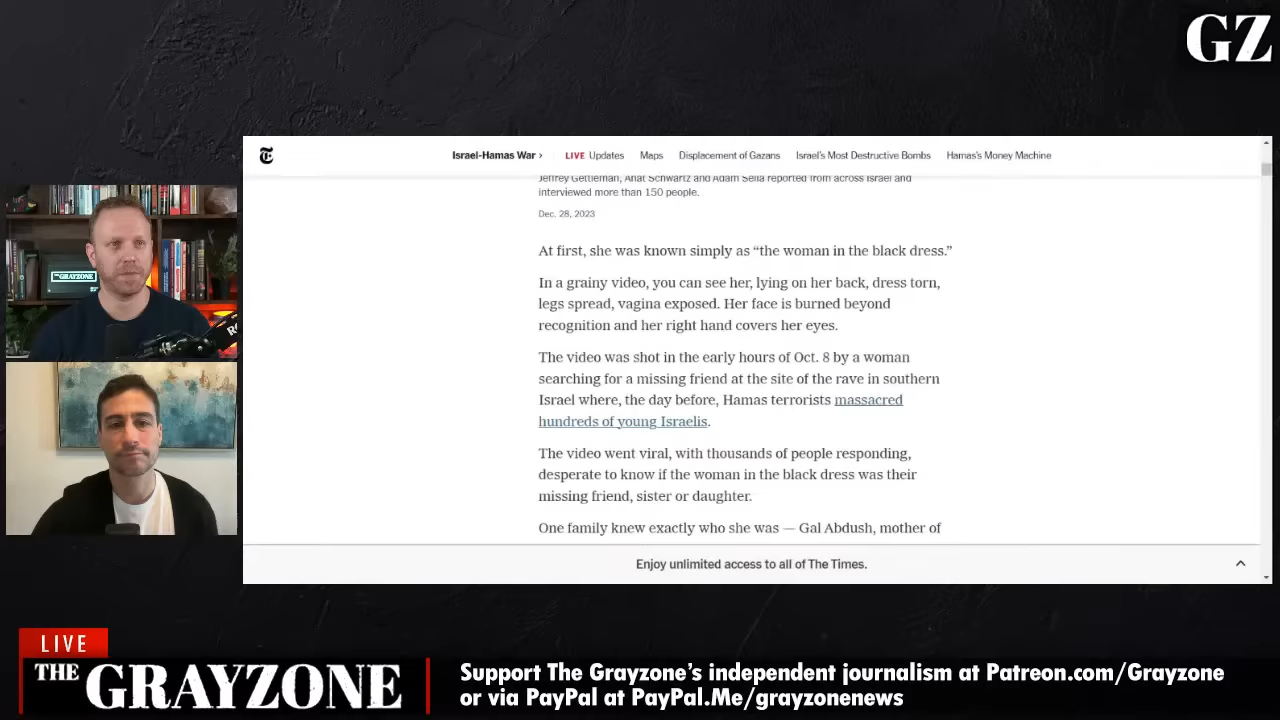 GZ
Israel-Hamas War ›
LIVE Updates
Maps
Displacement of Gazans
Israel's Most Destructive Bombs
Hamas's Money Machine
Jeffrey Gettleman, Anat Schwartz and Adam Sella reported from across Israel and
interviewed more than 150 people.
Dec. 28, 2023
At first, she was known simply as “the woman in the black dress.”
In a grainy video, you can see her, lying on her back, dress torn,
legs spread, vagina exposed. Her face is burned beyond
recognition and her right hand covers her eyes.
The video was shot in the early hours of Oct. 8 by a woman
searching for a missing friend at the site of the rave in southern
Israel where, the day before, Hamas terrorists massacred
hundreds of young Israelis.
The video went viral, with thousands of people responding,
desperate to know if the woman in the black dress was their
missing friend, sister or daughter.
One family knew exactly who she was — Gal Abdush, mother of
Enjoy unlimited access to all of The Times.
THE GRAYZONE
LIVE
THE GRAYZONE
Support The Grayzone's independent journalism at Patreon.com/Grayzone
or via PayPal at PayPal.Me/grayzonenews